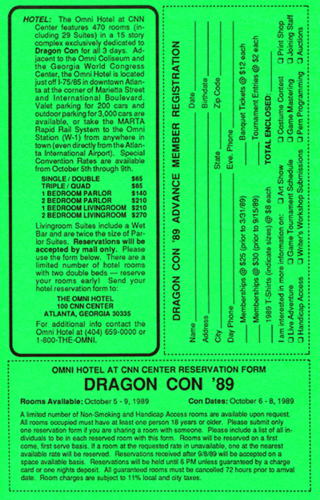 HOTEL: The Omni Hotel at CNN
Center features 470 rooms (in-
cluding 29 Suites) in a 15 story
complex exclusively dedicated to
Dragon Con for all 3 days. Ad-
jacent to the Omni Coliseum and
the Georgia World Congress
Center, the Omni Hotel is located
just off I-75/85 in downtown Atlan-
ta at the corner of Marietta Street
and International Boulevard.
Valet parking for 200 cars and
outdoor parking for 3,000 cars are
available, or take the MARTA
Rapid Rail System to the Omni
Station (W-1) from anywhere in
town (even directly from the Atlan-
ta International Airport). Special
Convention Rates are available
from October 5th through 9th.
SINGLE/DOUBLE $65
TRIPLE/QUAD $65
1 BEDROOM PARLOR $140
2 BEDROOM PARLOR $210
1 BEDROOM LIVINGROOM $210
2 BEDROOM LIVINGROOM $270
Livingroom Suites include a Wet
Bar and are twice the size of Par-
lor Suites. Reservations will be
accepted by mail only. Please
use the form below. There are a
limited number of hotel rooms
with two double beds — reserve
your rooms early! Send your
hotel reservation form to:
THE OMNI HOTEL
100 CNN CENTER
ATLANTA, GEORGIA 30335
For additional info contact the
Omni Hotel at (404) 659-0000 or
1-800-THE-OMNI.
DRAGON CON '89 ADVANCE MEMBER REGISTRATION
Name Date
Address Birthdate
City State Zip Code
Day Phone Eve. Phone
Memberships @ $25 (prior to 3/31/89) Banquet Tickets @ $12 each
Memberships @ $30 (prior to 9/15/89) Tournament Entries @ $2 each
1989 T-Shirts (indicate sizes) @ $8 each TOTAL ENCLOSED
I am interested in more information on: Art Show Costume Contest Print Shop
Live Adventure Game Tournament Schedule Game Mastering Joining Staff
Handicap Access Writer's Workshop Submissions Pern Programming Auctions
OMNI HOTEL AT CNN CENTER RESERVATION FORM
DRAGON CON '89
Rooms Available: October 5 - 9, 1989 Con Dates: October 6 - 8, 1989
A limited number of Non-Smoking and Handicap Access rooms are available upon request.
All rooms occupied must have at least one person 18 years or older. Please submit only
one reservation form if you are sharing a room with someone. Please include a list of all in-
dividuals to be in each reserved room with this form. Rooms will be reserved on a first
come, first serve basis. If a room at the requested rate in unavailable, one at the nearest
available rate will be reserved. Reservations received after 9/8/89 will be accepted on a
space available basis. Reservations will be held until 6 PM unless guaranteed by a charge
card or one nights deposit. All guaranteed rooms must be cancelled 72 hours prior to arrival
date. Room charges are subject to 11% local and city taxes.